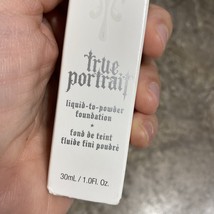 true
portrait
liquid-to-powder
foundation
•
fond de teint
fluide fini poudré
30mL / 1.0Fl. Oz.